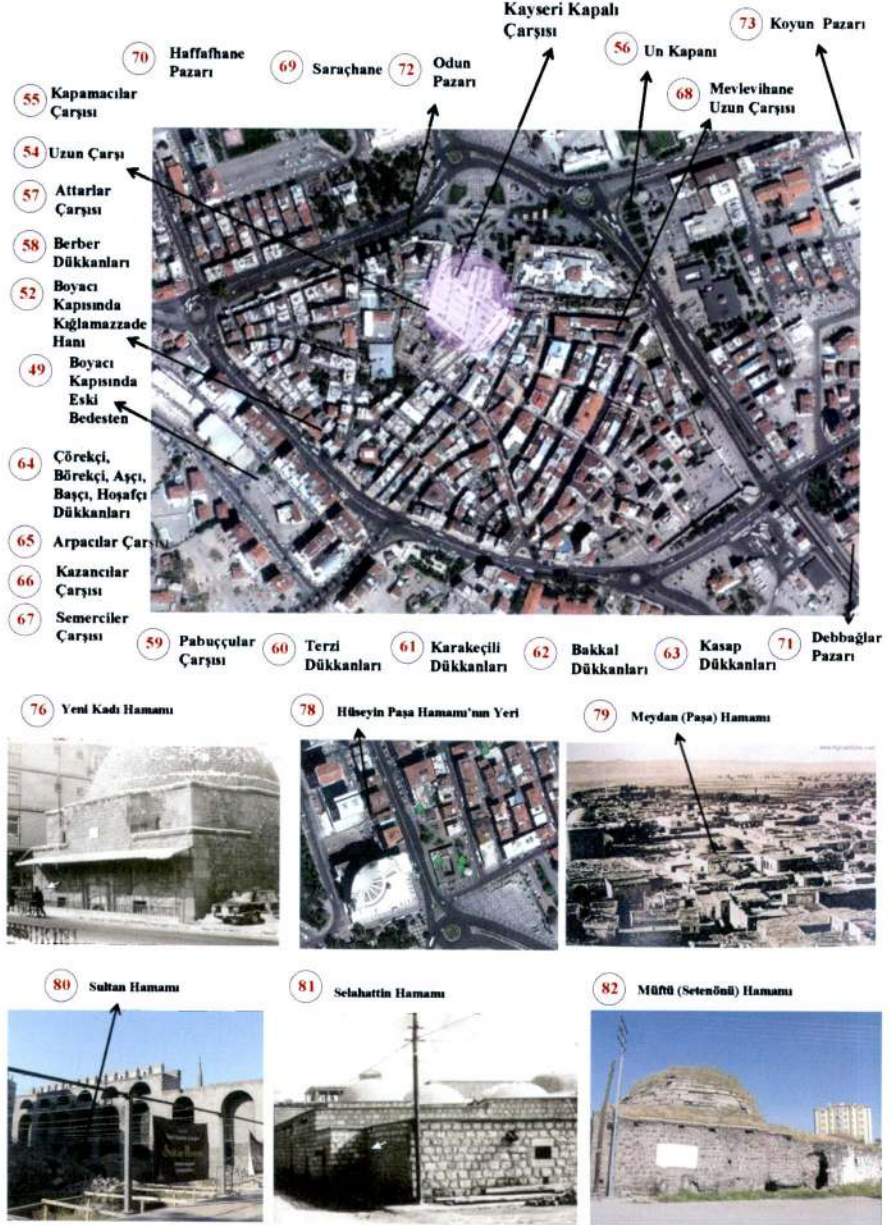 Kayseri Kapalı
Çarşısı
70 Haffafhane
Pazarı
69 Saraçhane
72 Odun
Pazarı
56 Un Kapanı
73 Koyun Pazarı
68 Mevlevihane
Uzun Çarşısı
55 Kapamacılar
Çarşısı
54 Uzun Çarşı
57 Attarlar
Çarşısı
58 Berber
Dükkanları
52 Boyacı
Kapısında
Kığlamazzade
Hanı
49 Boyacı
Kapısında
Eski
Bedesten
64 Çörekçi,
Börekçi, Aşçı,
Başçı, Hoşafçı
Dükkanları
65 Arpacılar Çarşısı
66 Kazancılar
Çarşısı
67 Semerciler
Çarşısı
59 Pabuççular
Çarşısı
60 Terzi
Dükkanları
61 Karakeçili
Dükkanları
62 Bakkal
Dükkanları
63 Kasap
Dükkanları
71 Debbağlar
Pazarı
76 Yeni Kadı Hamamı
78 Hüseyin Paşa Hamamı'nın Yeri
79 Meydan (Paşa) Hamamı
80 Sultan Hamamı
81 Selahattin Hamamı
82 Müftü (Setenönü) Hamamı